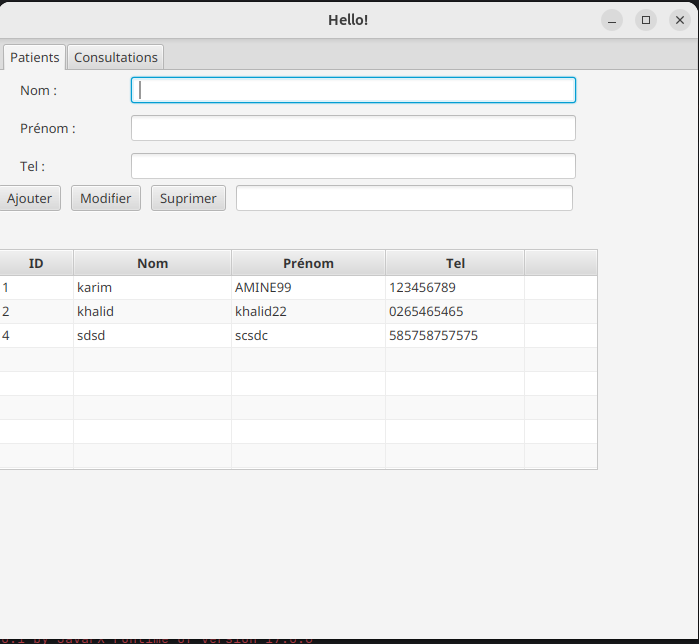 Hello!
Patients Consultations
Nom :
Prénom :
Tel :
Ajouter Modifier Suprimer
ID Nom Prénom Tel
1 karim AMINE99 123456789
2 khalid khalid22 0265465465
4 sdsd scsdc 585758757575